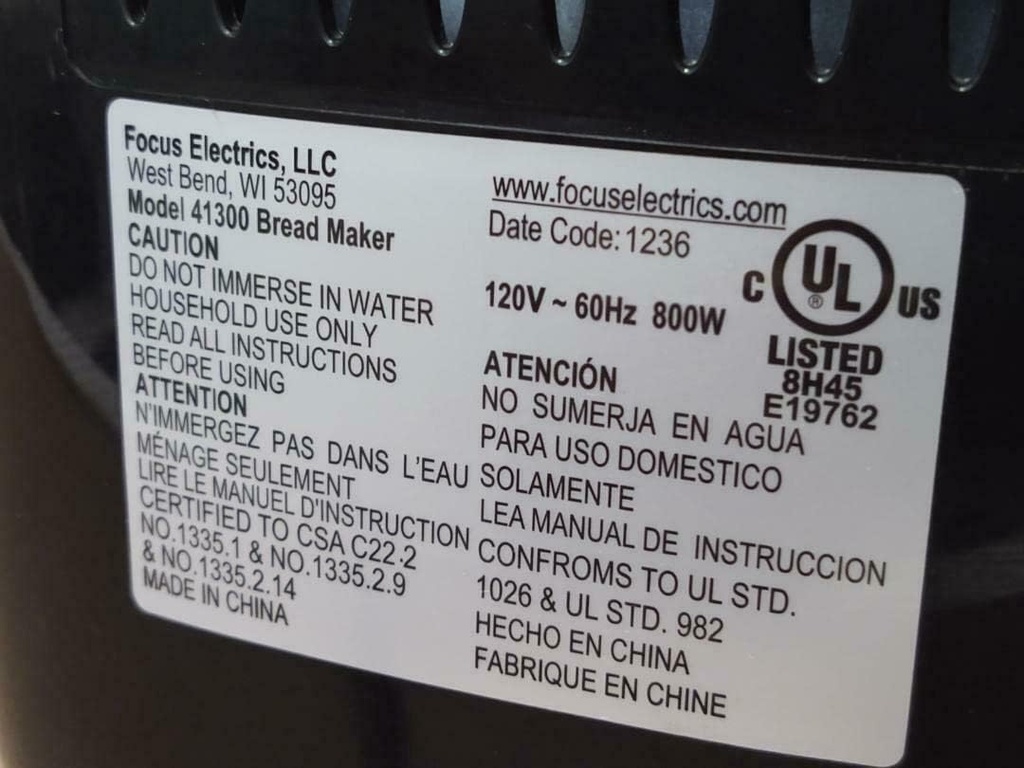 Focus Electrics, LLC
West Bend, WI 53095
Model 41300 Bread Maker
CAUTION
DO NOT IMMERSE IN WATER
HOUSEHOLD USE ONLY
READ ALL INSTRUCTIONS
BEFORE USING
ATTENTION
N'IMMERGEZ PAS DANS L'EAU
MÉNAGE SEULEMENT
LIRE LE MANUEL D'INSTRUCTION
CERTIFIED TO CSA C22.2
NO.1335.1 & NO.1335.2.9
& NO.1335.2.14
MADE IN CHINA
www.focuselectrics.com
Date Code: 1236
120V ~ 60Hz 800W
C UL ® US
LISTED
8H45
E19762
ATENCIÓN
NO SUMERJA EN AGUA
PARA USO DOMESTICO
SOLAMENTE
LEA MANUAL DE INSTRUCCION
CONFROMS TO UL STD.
1026 & UL STD. 982
HECHO EN CHINA
FABRIQUE EN CHINE